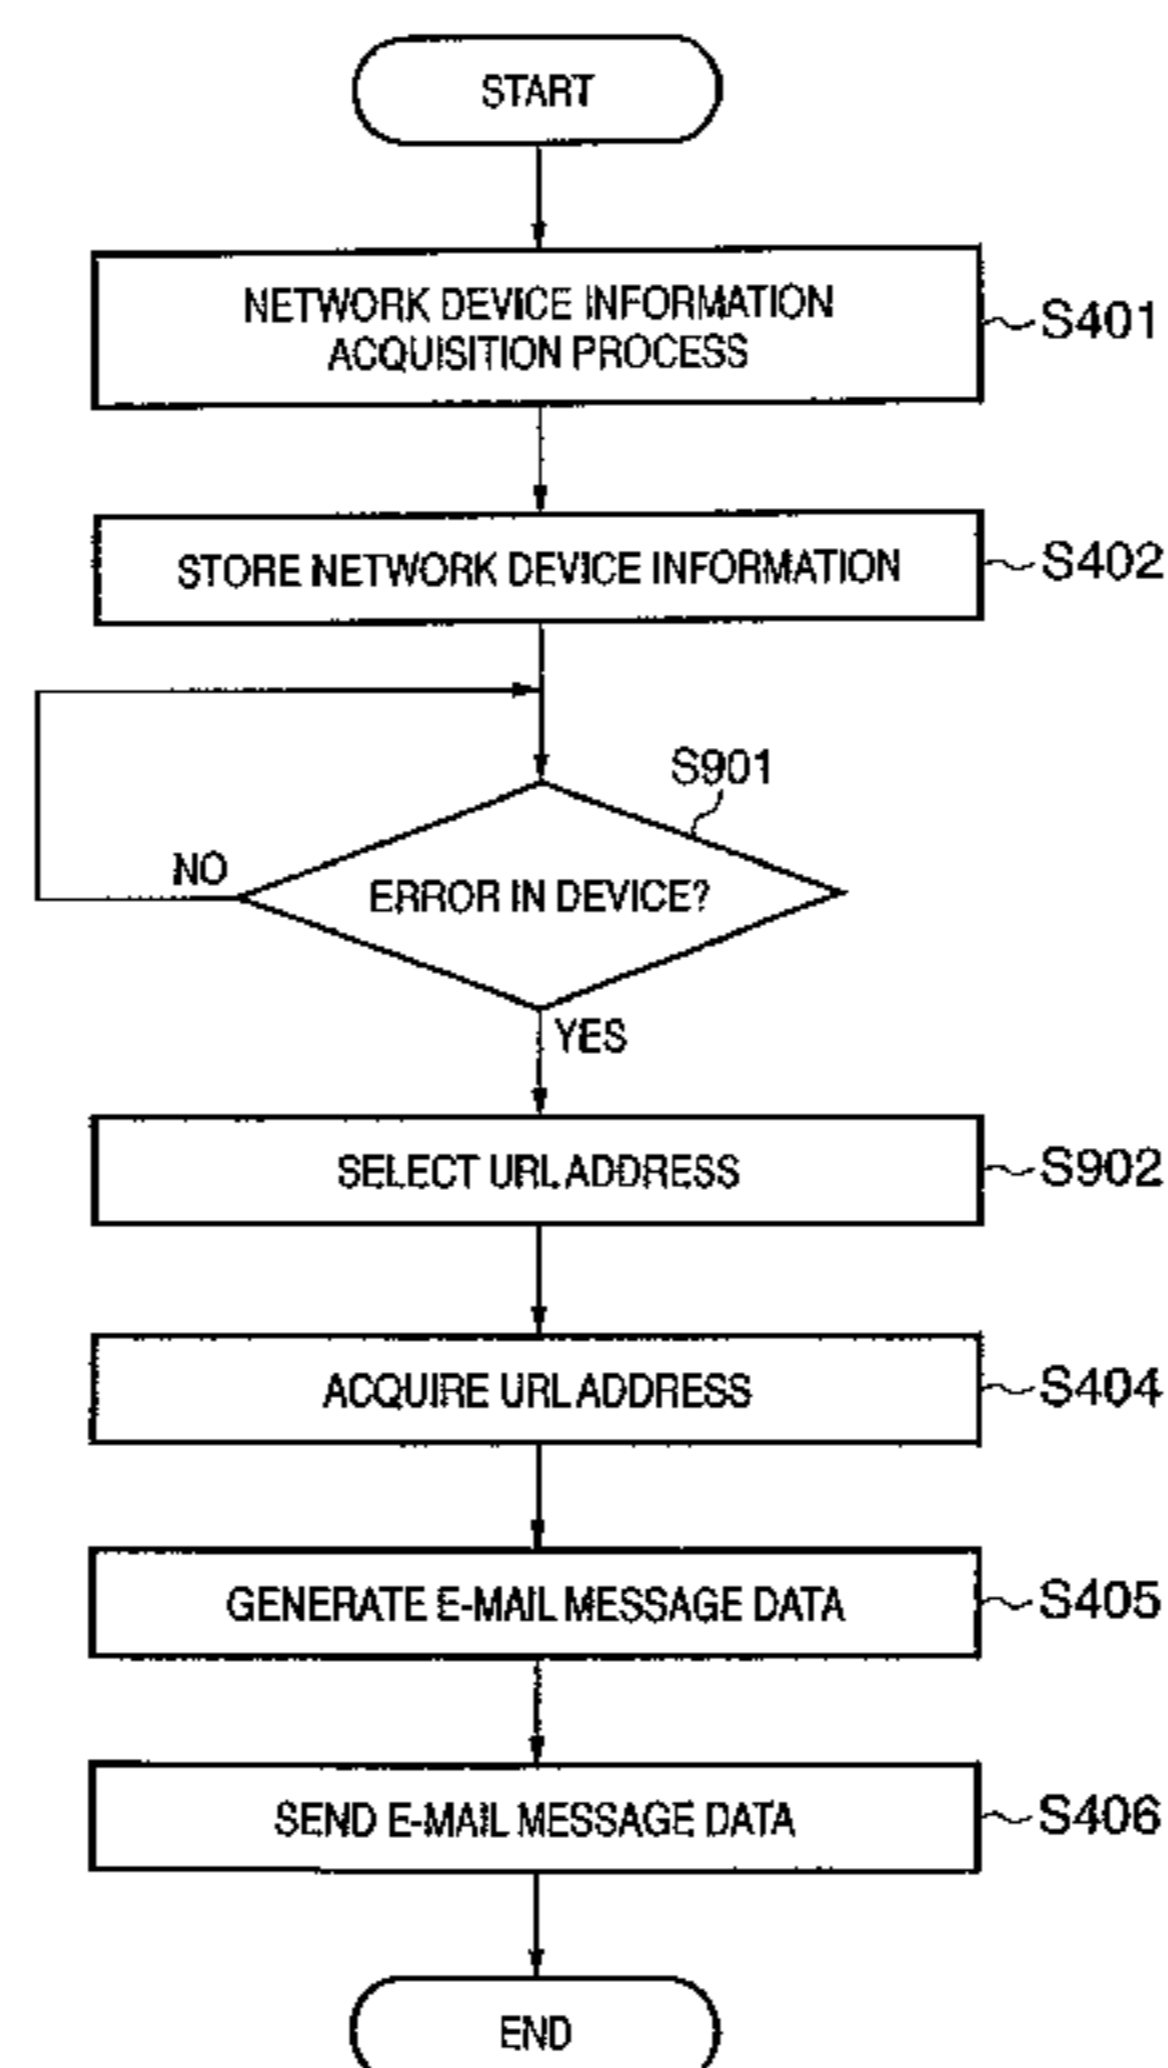 START
NETWORK DEVICE INFORMATION
ACQUISITION PROCESS
S401
STORE NETWORK DEVICE INFORMATION
S402
S901
NO
ERROR IN DEVICE?
YES
SELECT URL ADDRESS
S902
ACQUIRE URL ADDRESS
S404
GENERATE E-MAIL MESSAGE DATA
S405
SEND E-MAIL MESSAGE DATA
S406
END